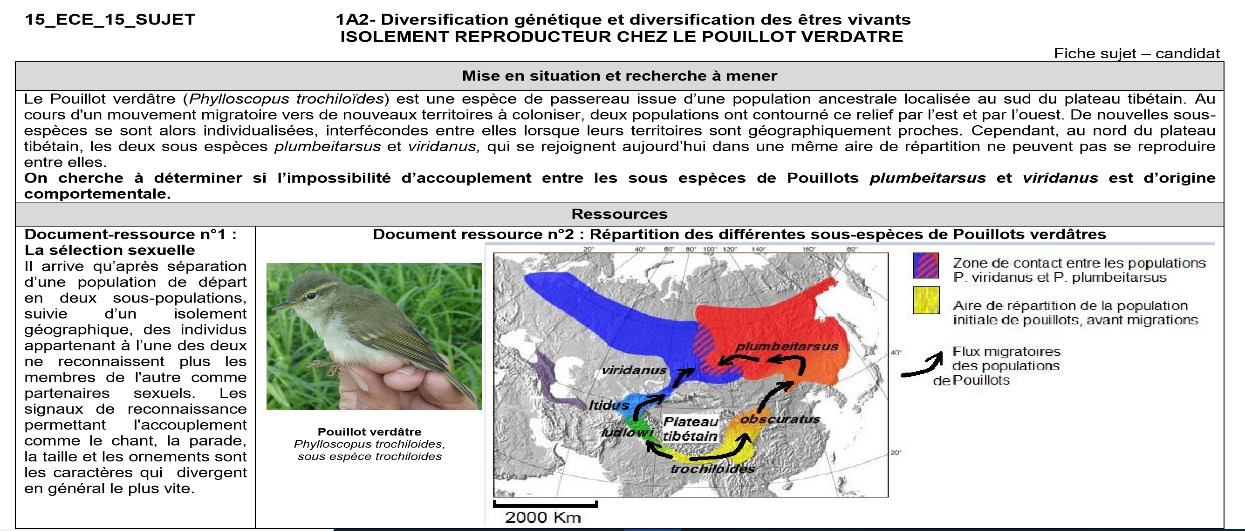 15_ECE_15_SUJET
1A2- Diversification génétique et diversification des êtres vivants
ISOLEMENT REPRODUCTEUR CHEZ LE POUILLOT VERDATRE
Fiche sujet – candidat
Mise en situation et recherche à mener
Le Pouillot verdâtre (Phylloscopus trochiloïdes) est une espèce de passereau issue d'une population ancestrale localisée au sud du plateau tibétain. Au
cours d'un mouvement migratoire vers de nouveaux territoires à coloniser, deux populations ont contourné ce relief par l'est et par l'ouest. De nouvelles sous-
espèces se sont alors individualisées, interfécondes entre elles lorsque leurs territoires sont géographiquement proches. Cependant, au nord du plateau
tibétain, les deux sous espèces plumbeitarsus et viridanus, qui se rejoignent aujourd'hui dans une même aire de répartition ne peuvent pas se reproduire
entre elles.
On cherche à déterminer si l'impossibilité d'accouplement entre les sous espèces de Pouillots plumbeitarsus et viridanus est d'origine
comportementale.
Ressources
Document-ressource n°1 :
La sélection sexuelle
Il arrive qu'après séparation
d'une population de départ
en deux sous-populations,
suivie d'un isolement
géographique, des individus
appartenant à l'une des deux
ne reconnaissent plus les
membres de l'autre comme
partenaires sexuels. Les
signaux de reconnaissance
permettant l'accouplement
comme le chant, la parade,
la taille et les ornements sont
les caractères qui divergent
en général le plus vite.
Document ressource n°2 : Répartition des différentes sous-espèces de Pouillots verdâtres
Pouillot verdâtre
Phylloscopus trochiloides,
sous espèce trochiloides
20° 40° 60° 80° 100° 120° 140° 160° 60°
40°
20°
plumbeitarsus
viridanus
ltidus
ludlowi
Plateau
tibétain
obscuratus
trochiloides
2000 Km
Zone de contact entre les populations
P. viridanus et P. plumbeitarsus
Aire de répartition de la population
initiale de pouillots, avant migrations
Flux migratoires
des populations
de Pouillots